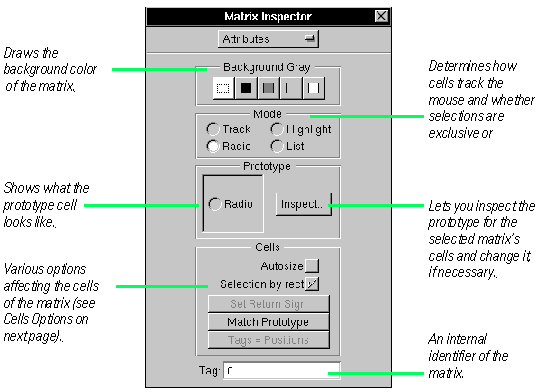 Matrix Inspector
Attributes
Draws the
background color
of the matrix.
Background Gray
Determines how
cells track the
mouse and whether
selections are
exclusive or
Mode
Track
Highlight
Radio
List
Prototype
Shows what the
prototype cell
looks like.
Radio
Inspect...
Lets you inspect the
prototype for the
selected matrix's
cells and change it,
if necessary.
Cells
Various options
affecting the cells
of the matrix (see
Cells Options on
next page).
Autosize
Selection by rect
Set Return Sign
Match Prototype
Tags = Positions
An internal
identifier of the
matrix.
Tag: